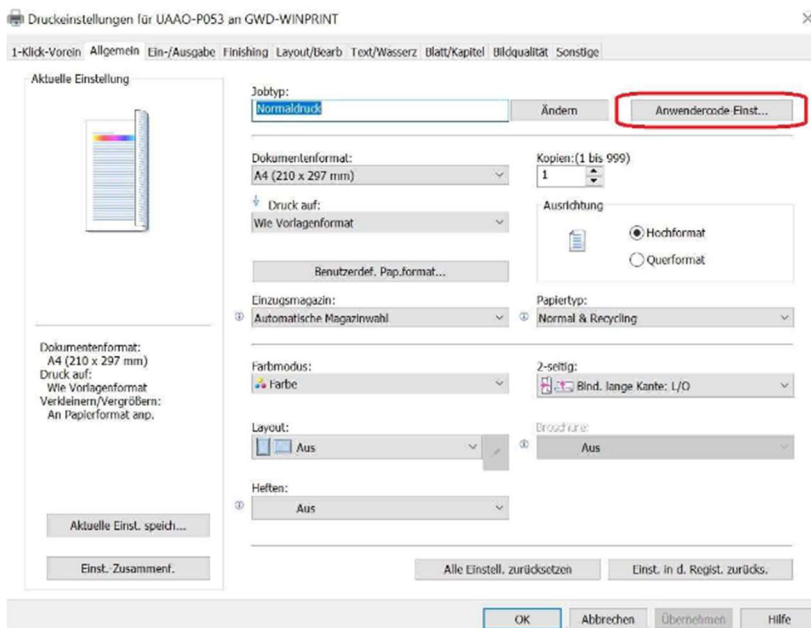 Druckeinstellungen für UAAO-P053 an GWD-WINPRINT
1-Klick-Vorein Allgemein Ein-/Ausgabe Finishing Layout/Bearb Text/Wasserz Blatt/Kapitel Bildqualität Sonstige
Aktuelle Einstellung
Dokumentenformat:
A4 (210 x 297 mm)
Druck auf:
Wie Vorlagenformat
Verkleinern/Vergrößern:
An Papierformat anp.
Aktuelle Einst. speich...
Einst.-Zusammenf.
Jobtyp:
Normaldruck
Ändern
Anwendercode-Einst...
Dokumentenformat:
A4 (210 x 297 mm)
Kopien:(1 bis 999)
1
Druck auf:
Wie Vorlagenformat
Ausrichtung
Hochformat
Querformat
Benutzerdef. Pap.format...
Einzugsmagazin:
Automatische Magazinwahl
Papiertyp:
Normal & Recycling
Farbmodus:
Farbe
2-seitig:
Bind. lange Kante: L/O
Layout:
Aus
Broschüre:
Aus
Heften:
Aus
Alle Einstell. zurücksetzen
Einst. in d. Regist. zurücks.
OK
Abbrechen
Übernehmen
Hilfe